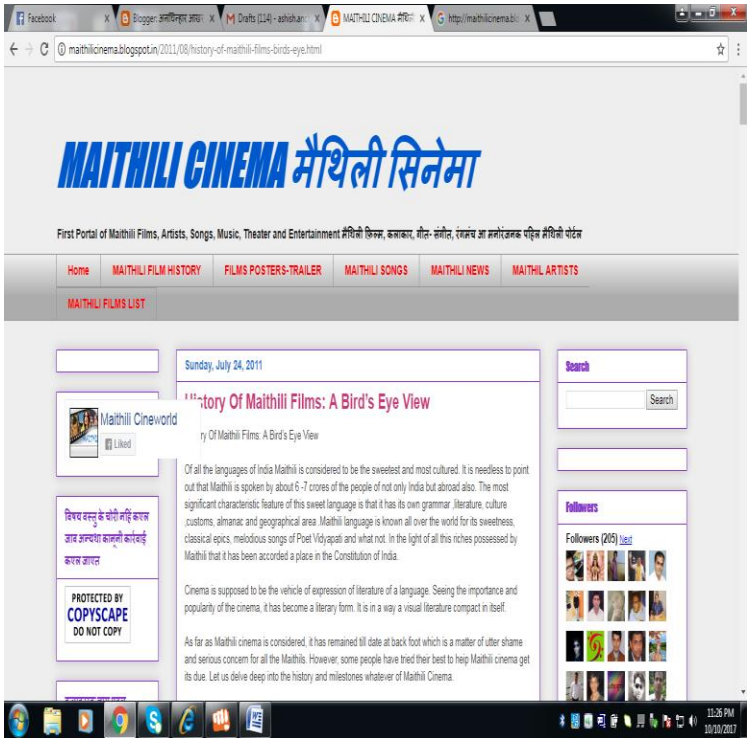 Facebook
Blogger: अनचिन्हार आखर
Drafts (114) - ashish.anc
MAITHILI CINEMA मैथिली
http://mathilicinema.blo
maithilicinema.blogspot.in/2011/08/history-of-maithili-films-birds-eye.html
MAITHILI CINEMA मैथिली सिनेमा
First Portal of Maithili Films, Artists, Songs, Music, Theater and Entertainment मैथिली फ़िल्म, कलाकार, गीत- संगीत, रंगमंच आ मनोरंजनक पहिल मैथिली पोर्टल
Home MAITHILI FILM HISTORY FILMS POSTERS-TRAILER MAITHILI SONGS MAITHILI NEWS MAITHIL ARTISTS
MAITHILI FILMS LIST
Maithili Cineworld
Liked
विषय वस्तु के चोरी नहिं कएल
जाव अन्यथा कानूनी कार्रवाई
कएल जाएत
PROTECTED BY
COPYSCAPE
DO NOT COPY
Sunday, July 24, 2011
History Of Maithili Films: A Bird's Eye View
ry Of Maithili Films: A Bird's Eye View
Of all the languages of India Maithili is considered to be the sweetest and most cultured. It is needless to point
out that Maithili is spoken by about 6 -7 crores of the people of not only India but abroad also. The most
significant characteristic feature of this sweet language is that it has its own grammar ,literature, culture
,customs, almanac and geographical area. Maithili language is known all over the world for its sweetness,
classical epics, melodious songs of Poet Vidyapati and what not. In the light of all this riches possessed by
Maithili that it has been accorded a place in the Constitution of India.
Cinema is supposed to be the vehicle of expression of literature of a language. Seeing the importance and
popularity of the cinema, it has become a literary form. It is in a way a visual literature compact in itself.
As far as Maithili cinema is considered, it has remained till date at back foot which is a matter of utter shame
and serious concern for all the Maithils. However, some people have tried their best to help Maithili cinema get
its due. Let us delve deep into the history and milestones whatever of Maithili Cinema.
Search
Search
Followers
Followers (205) Next
11:26 PM
10/10/2017